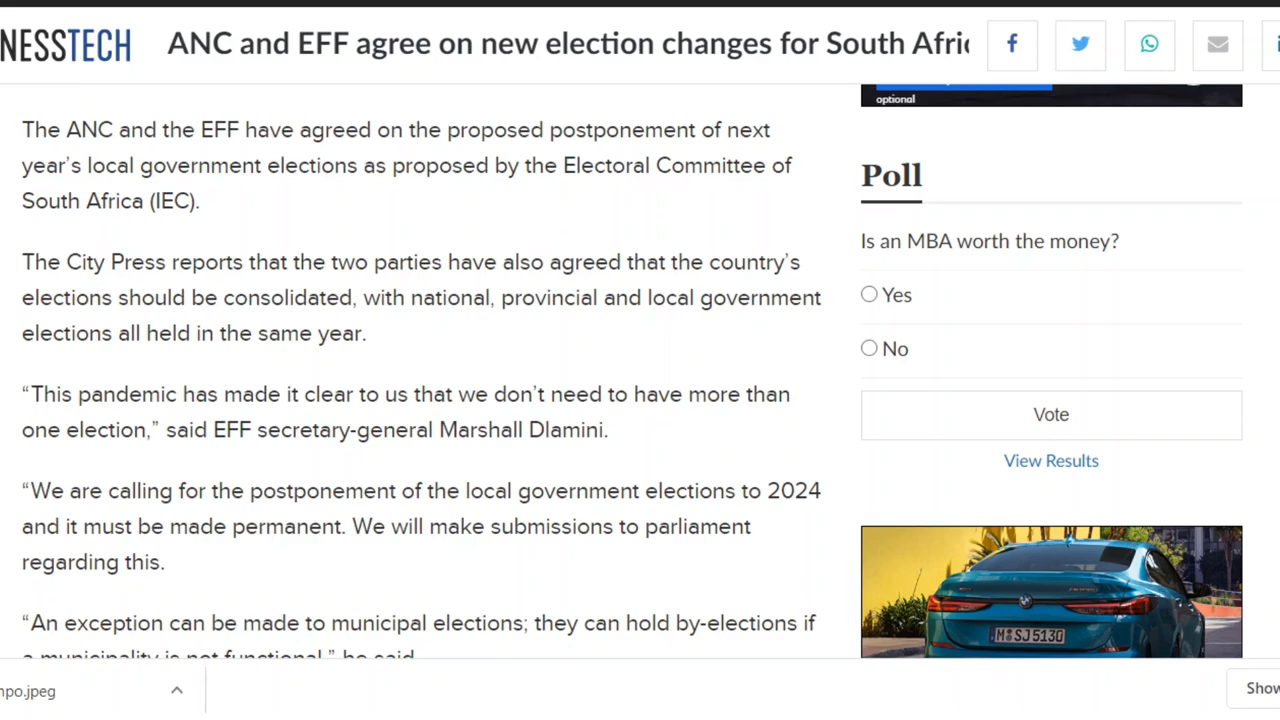 NESSTECH
ANC and EFF agree on new election changes for South Afric
optional
The ANC and the EFF have agreed on the proposed postponement of next
year’s local government elections as proposed by the Electoral Committee of
South Africa (IEC).
The City Press reports that the two parties have also agreed that the country’s
elections should be consolidated, with national, provincial and local government
elections all held in the same year.
“This pandemic has made it clear to us that we don’t need to have more than
one election,” said EFF secretary-general Marshall Dlamini.
“We are calling for the postponement of the local government elections to 2024
and it must be made permanent. We will make submissions to parliament
regarding this.
“An exception can be made to municipal elections; they can hold by-elections if
a municipality is not functional,” he said
Poll
Is an MBA worth the money?
Yes
No
Vote
View Results
M SJ 5130
npo.jpeg
Show